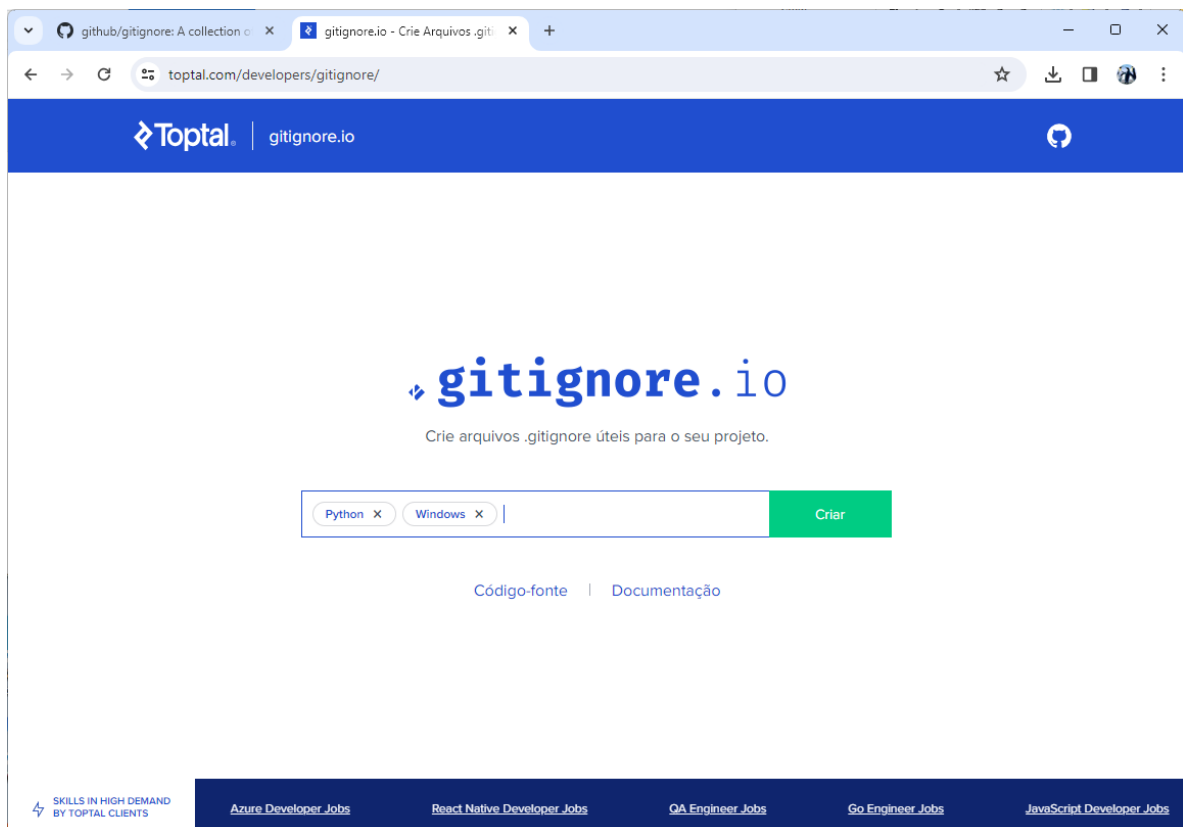 github/gitignore: A collection o
gitignore.io - Crie Arquivos .giti
toptal.com/developers/gitignore/
Toptal. gitignore.io
.gitignore.io
Crie arquivos .gitignore úteis para o seu projeto.
Python Windows Criar
Código-fonte | Documentação
SKILLS IN HIGH DEMAND
BY TOPTAL CLIENTS
Azure Developer Jobs React Native Developer Jobs QA Engineer Jobs Go Engineer Jobs JavaScript Developer Jobs